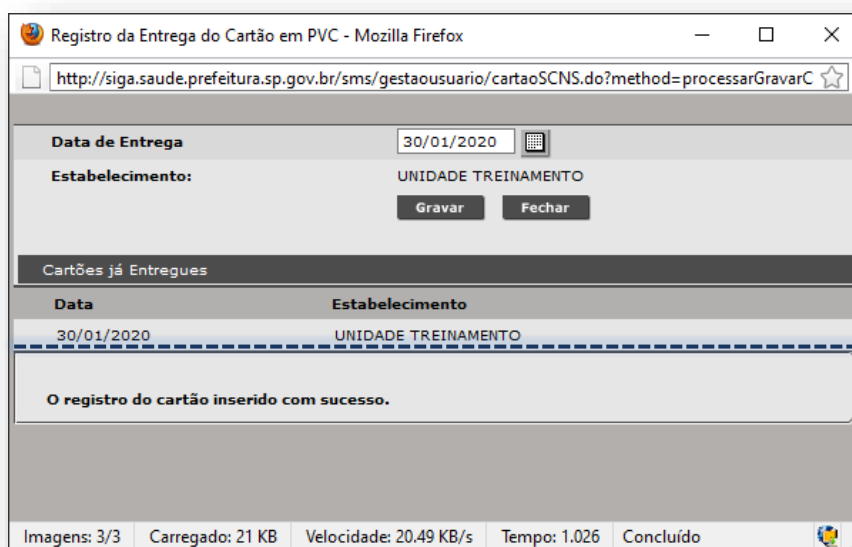 Registro da Entrega do Cartão em PVC - Mozilla Firefox
http://siga.saude.prefeitura.sp.gov.br/sms/gestaousuario/cartaoSCNS.do?method=processarGravarC
Data de Entrega 30/01/2020
Estabelecimento: UNIDADE TREINAMENTO
Gravar Fechar
Cartões já Entregues
Data Estabelecimento
30/01/2020 UNIDADE TREINAMENTO
O registro do cartão inserido com sucesso.
Imagens: 3/3 Carregado: 21 KB Velocidade: 20.49 KB/s Tempo: 1.026 Concluído